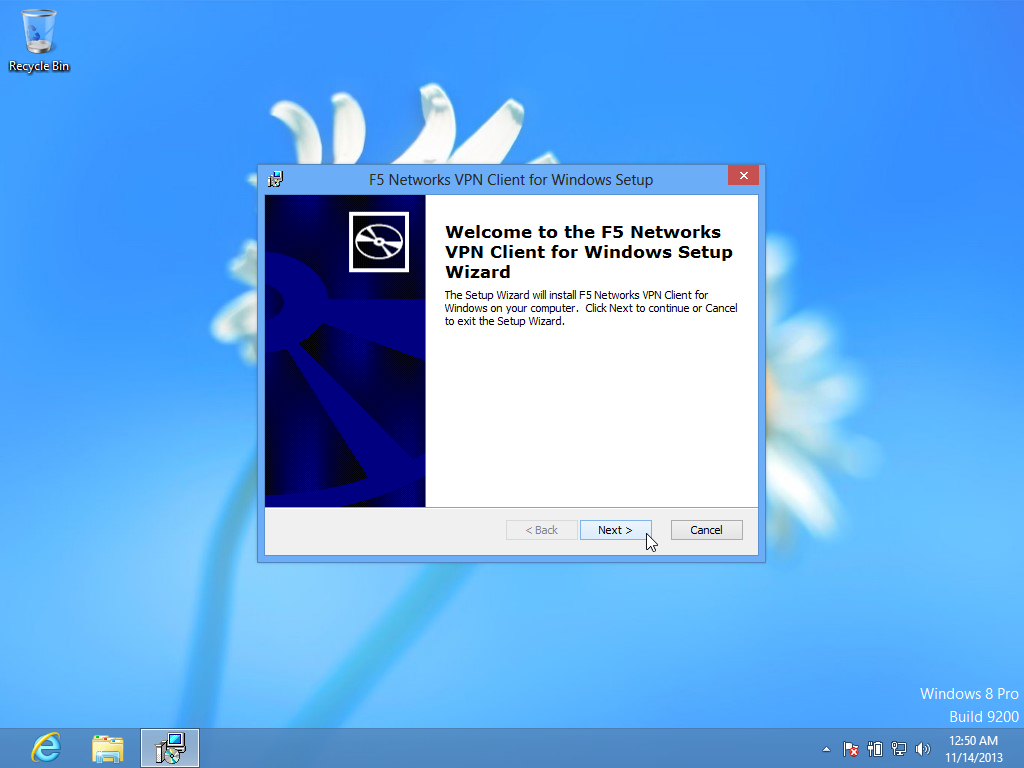 Recycle Bin
F5 Networks VPN Client for Windows Setup
Welcome to the F5 Networks
VPN Client for Windows Setup
Wizard
The Setup Wizard will install F5 Networks VPN Client for
Windows on your computer. Click Next to continue or Cancel
to exit the Setup Wizard.
< Back Next > Cancel
Windows 8 Pro
Build 9200
12:50 AM
11/14/2013